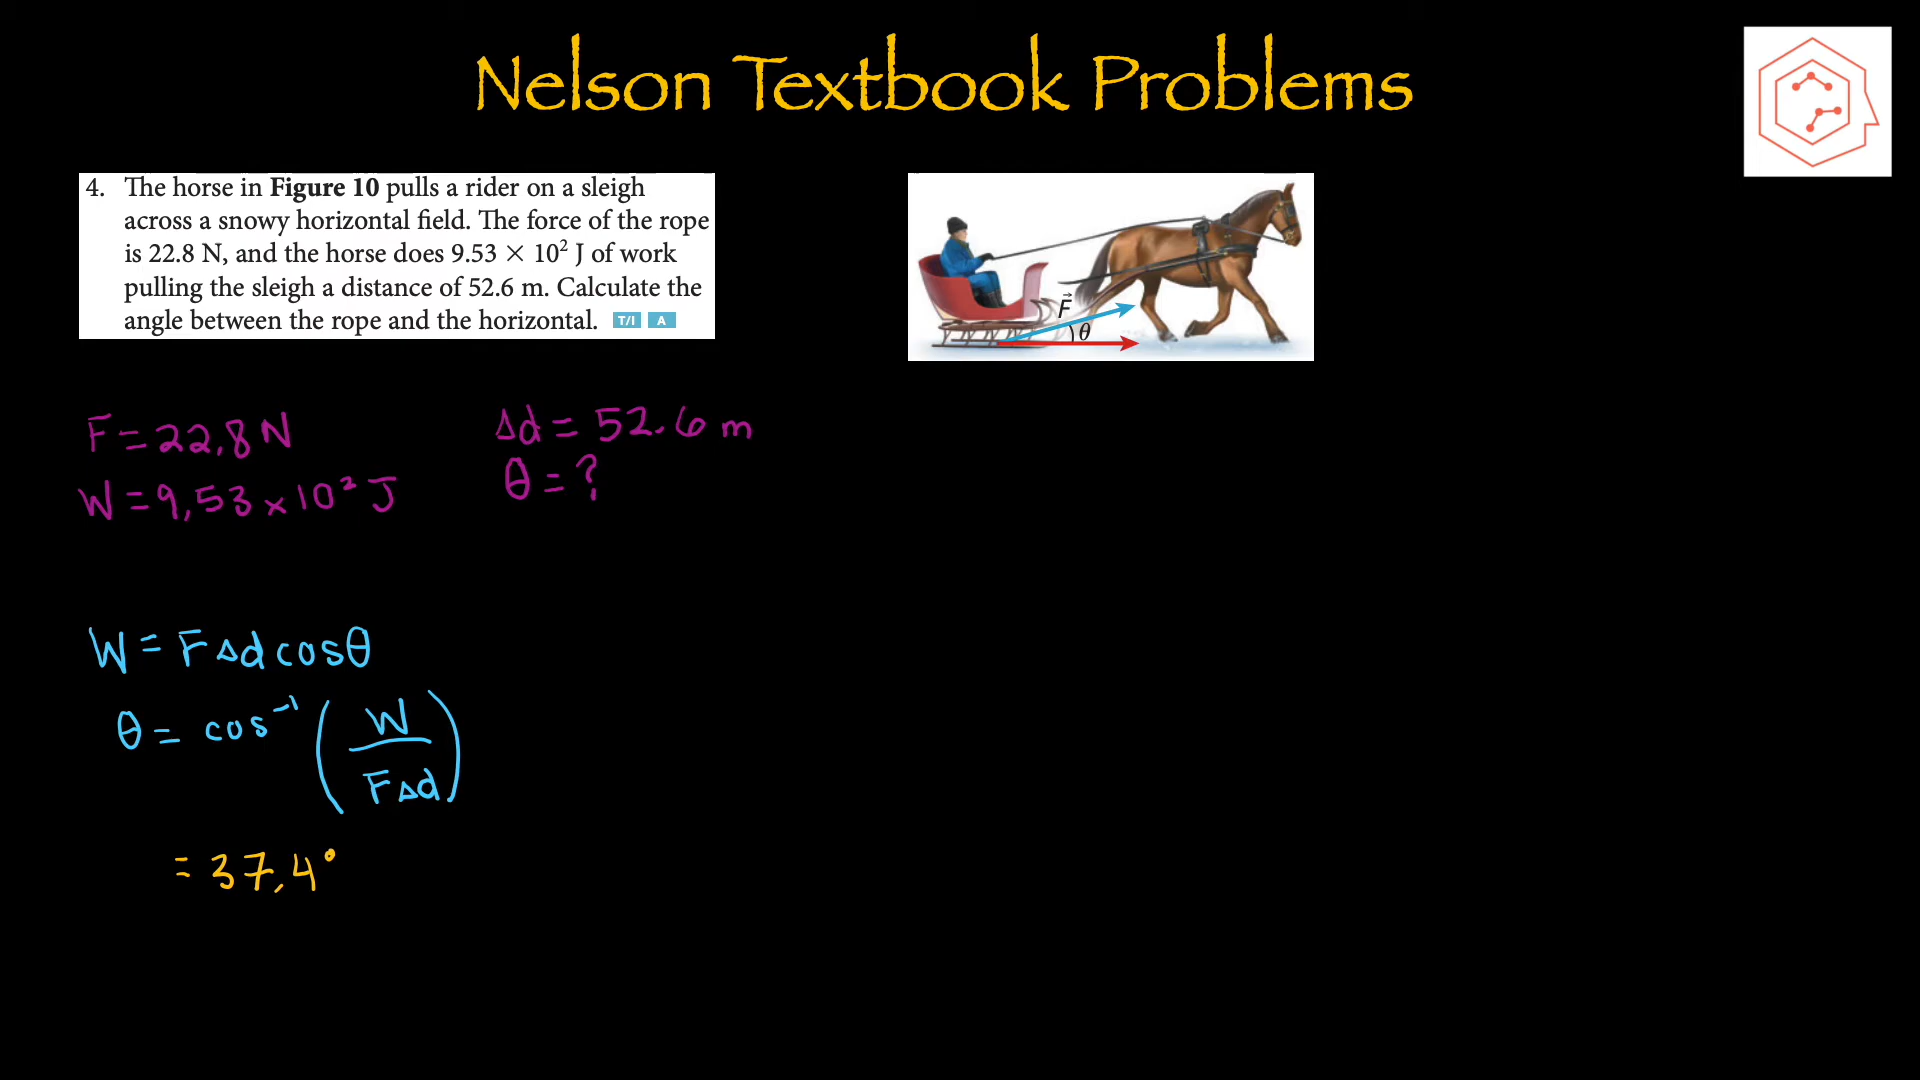 Nelson Textbook Problems
4. The horse in Figure 10 pulls a rider on a sleigh
across a snowy horizontal field. The force of the rope
is 22.8 N, and the horse does 9.53 × 10² J of work
pulling the sleigh a distance of 52.6 m. Calculate the
angle between the rope and the horizontal. T/I A
F⃗
θ
F = 22.8 N
W = 9.53 × 10² J
Δd = 52.6 m
θ = ?
W = FΔd cosθ
θ = cos⁻¹ (W / FΔd)
= 37.4°